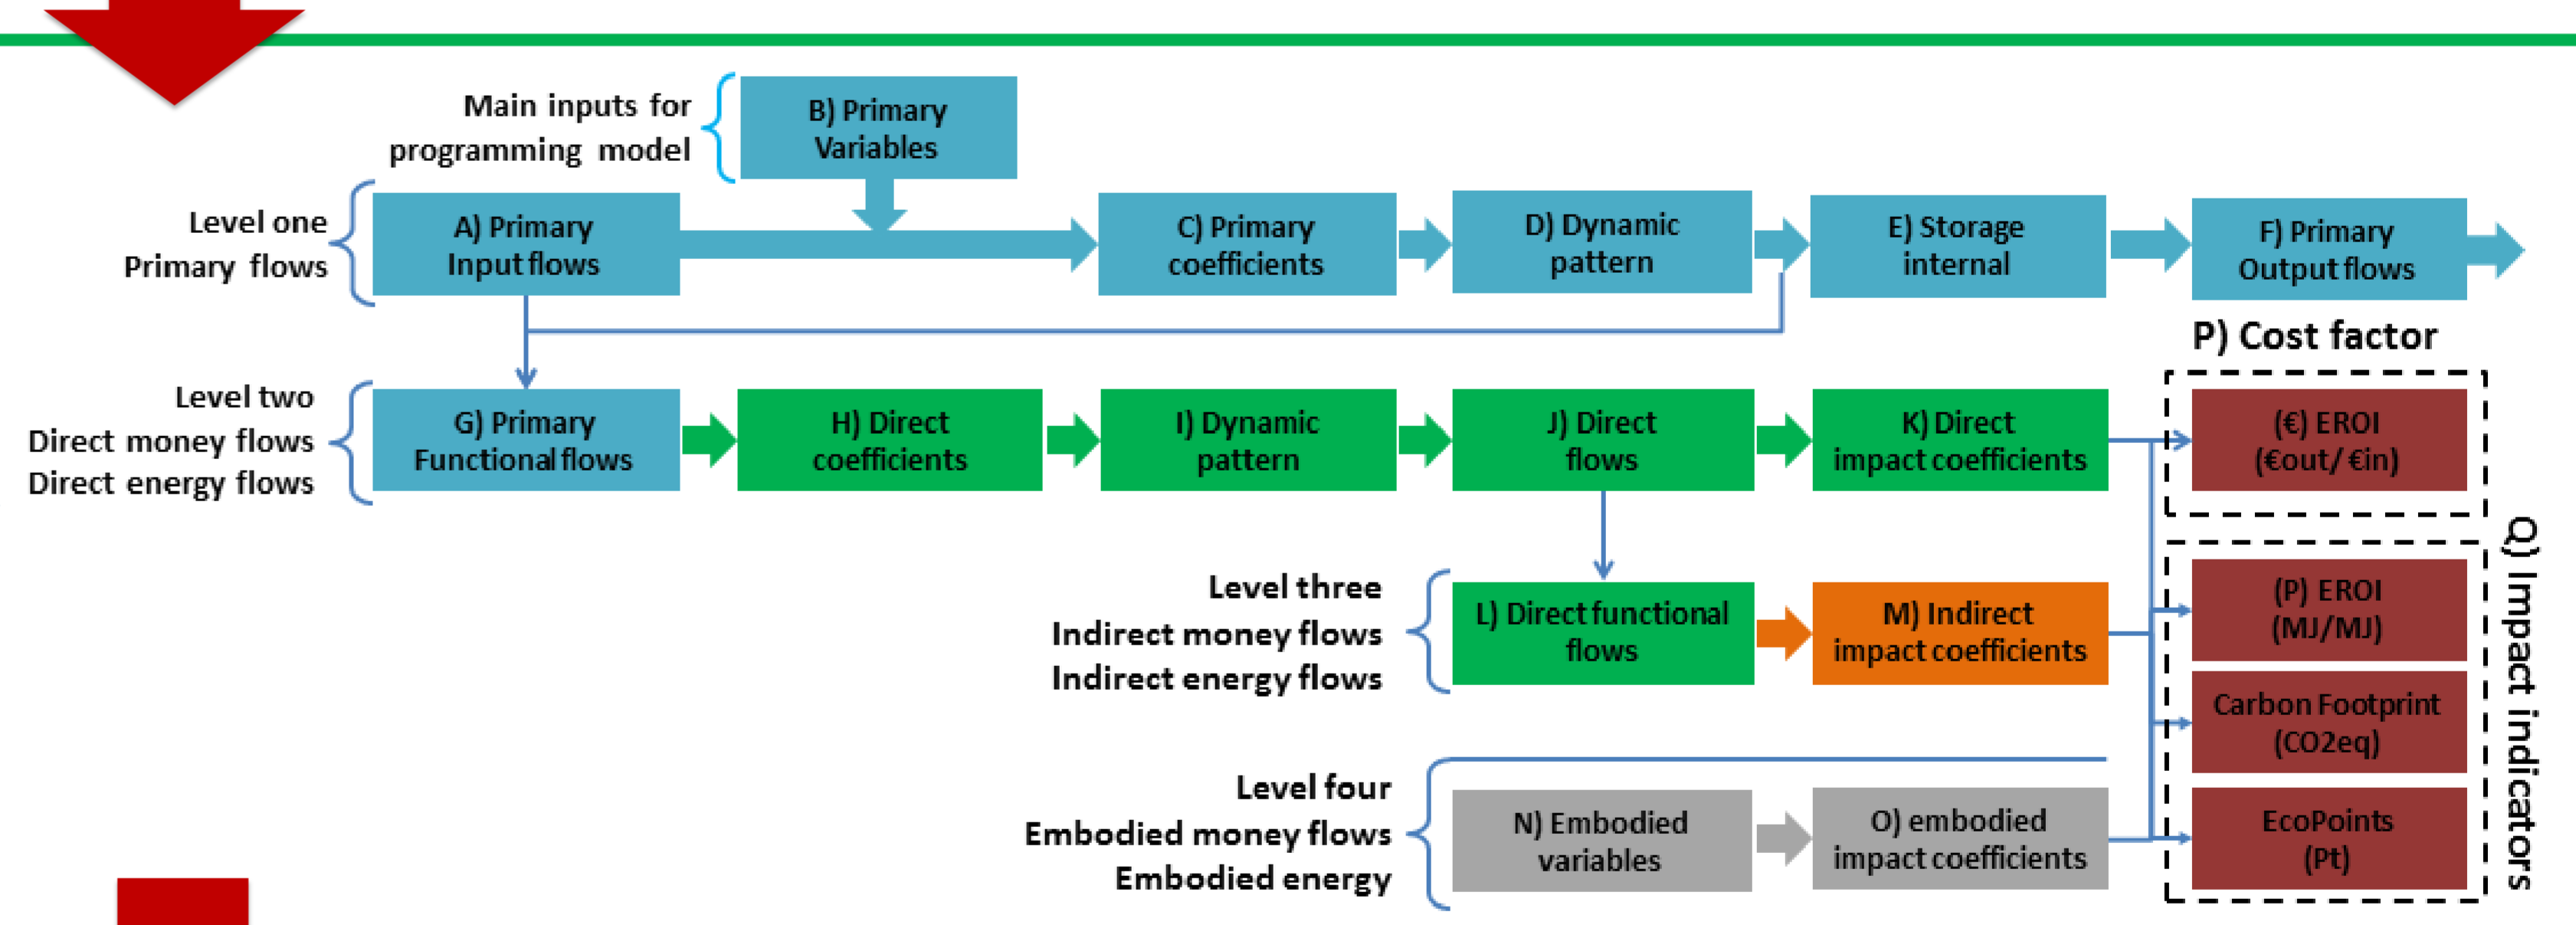 Main inputs for
programming model
B) Primary
Variables
Level one
Primary flows
A) Primary
Input flows
C) Primary
coefficients
D) Dynamic
pattern
E) Storage
internal
F) Primary
Output flows
P) Cost factor
Level two
Direct money flows
Direct energy flows
G) Primary
Functional flows
H) Direct
coefficients
I) Dynamic
pattern
J) Direct
flows
K) Direct
impact coefficients
(€) EROI
(€out/ €in)
Level three
Indirect money flows
Indirect energy flows
L) Direct functional
flows
M) Indirect
impact coefficients
(P) EROI
(MJ/MJ)
Carbon Footprint
(CO2eq)
Q) Impact indicators
Level four
Embodied money flows
Embodied energy
N) Embodied
variables
O) embodied
impact coefficients
EcoPoints
(Pt)